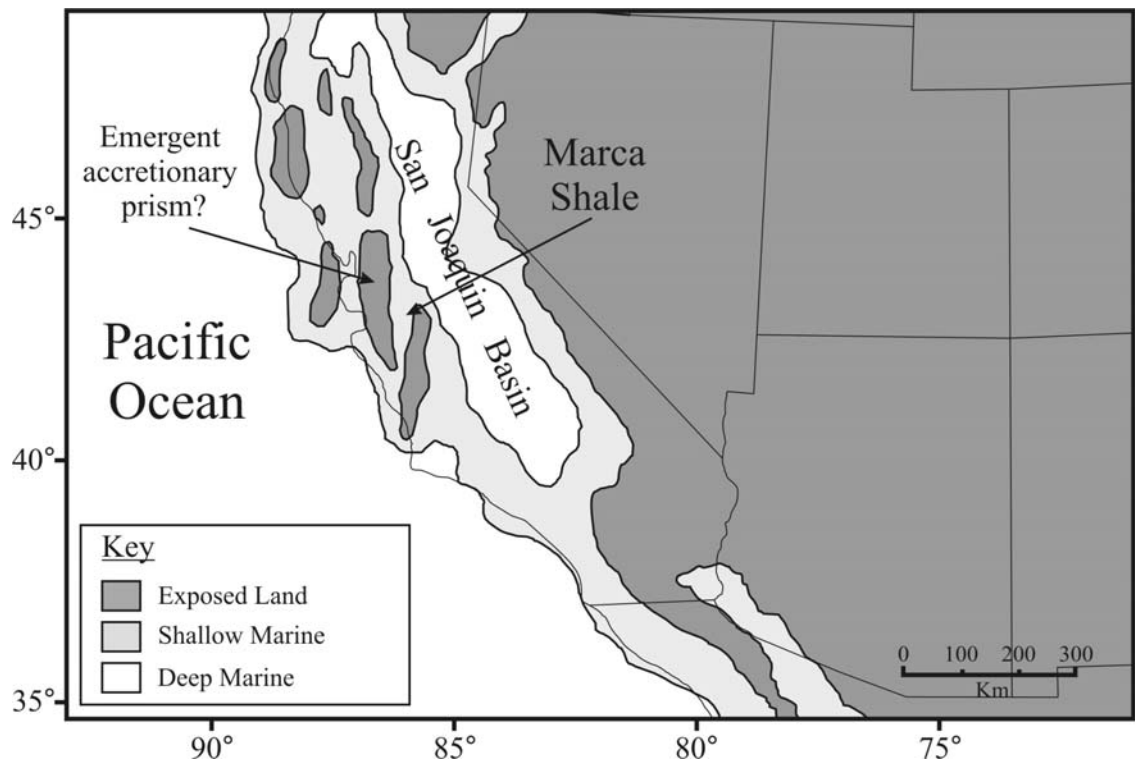 Emergent
accretionary
prism?
Marca
Shale
San Joaquin Basin
Pacific
Ocean
45°
40°
35°
90°
85°
80°
75°
Key
Exposed Land
Shallow Marine
Deep Marine
0 100 200 300
Km